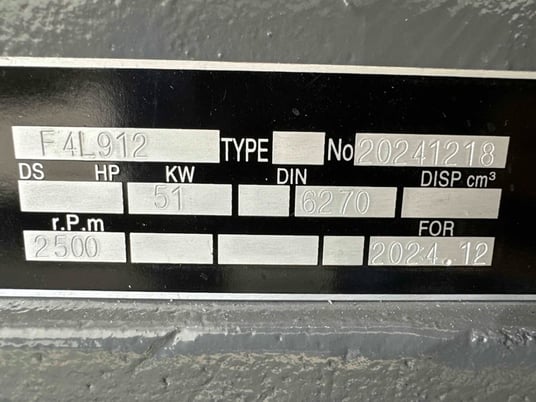 F4L912 TYPE No 20241218
DS HP KW DIN DISP cm³
51 6270
r.P.m FOR
2500 2024.12